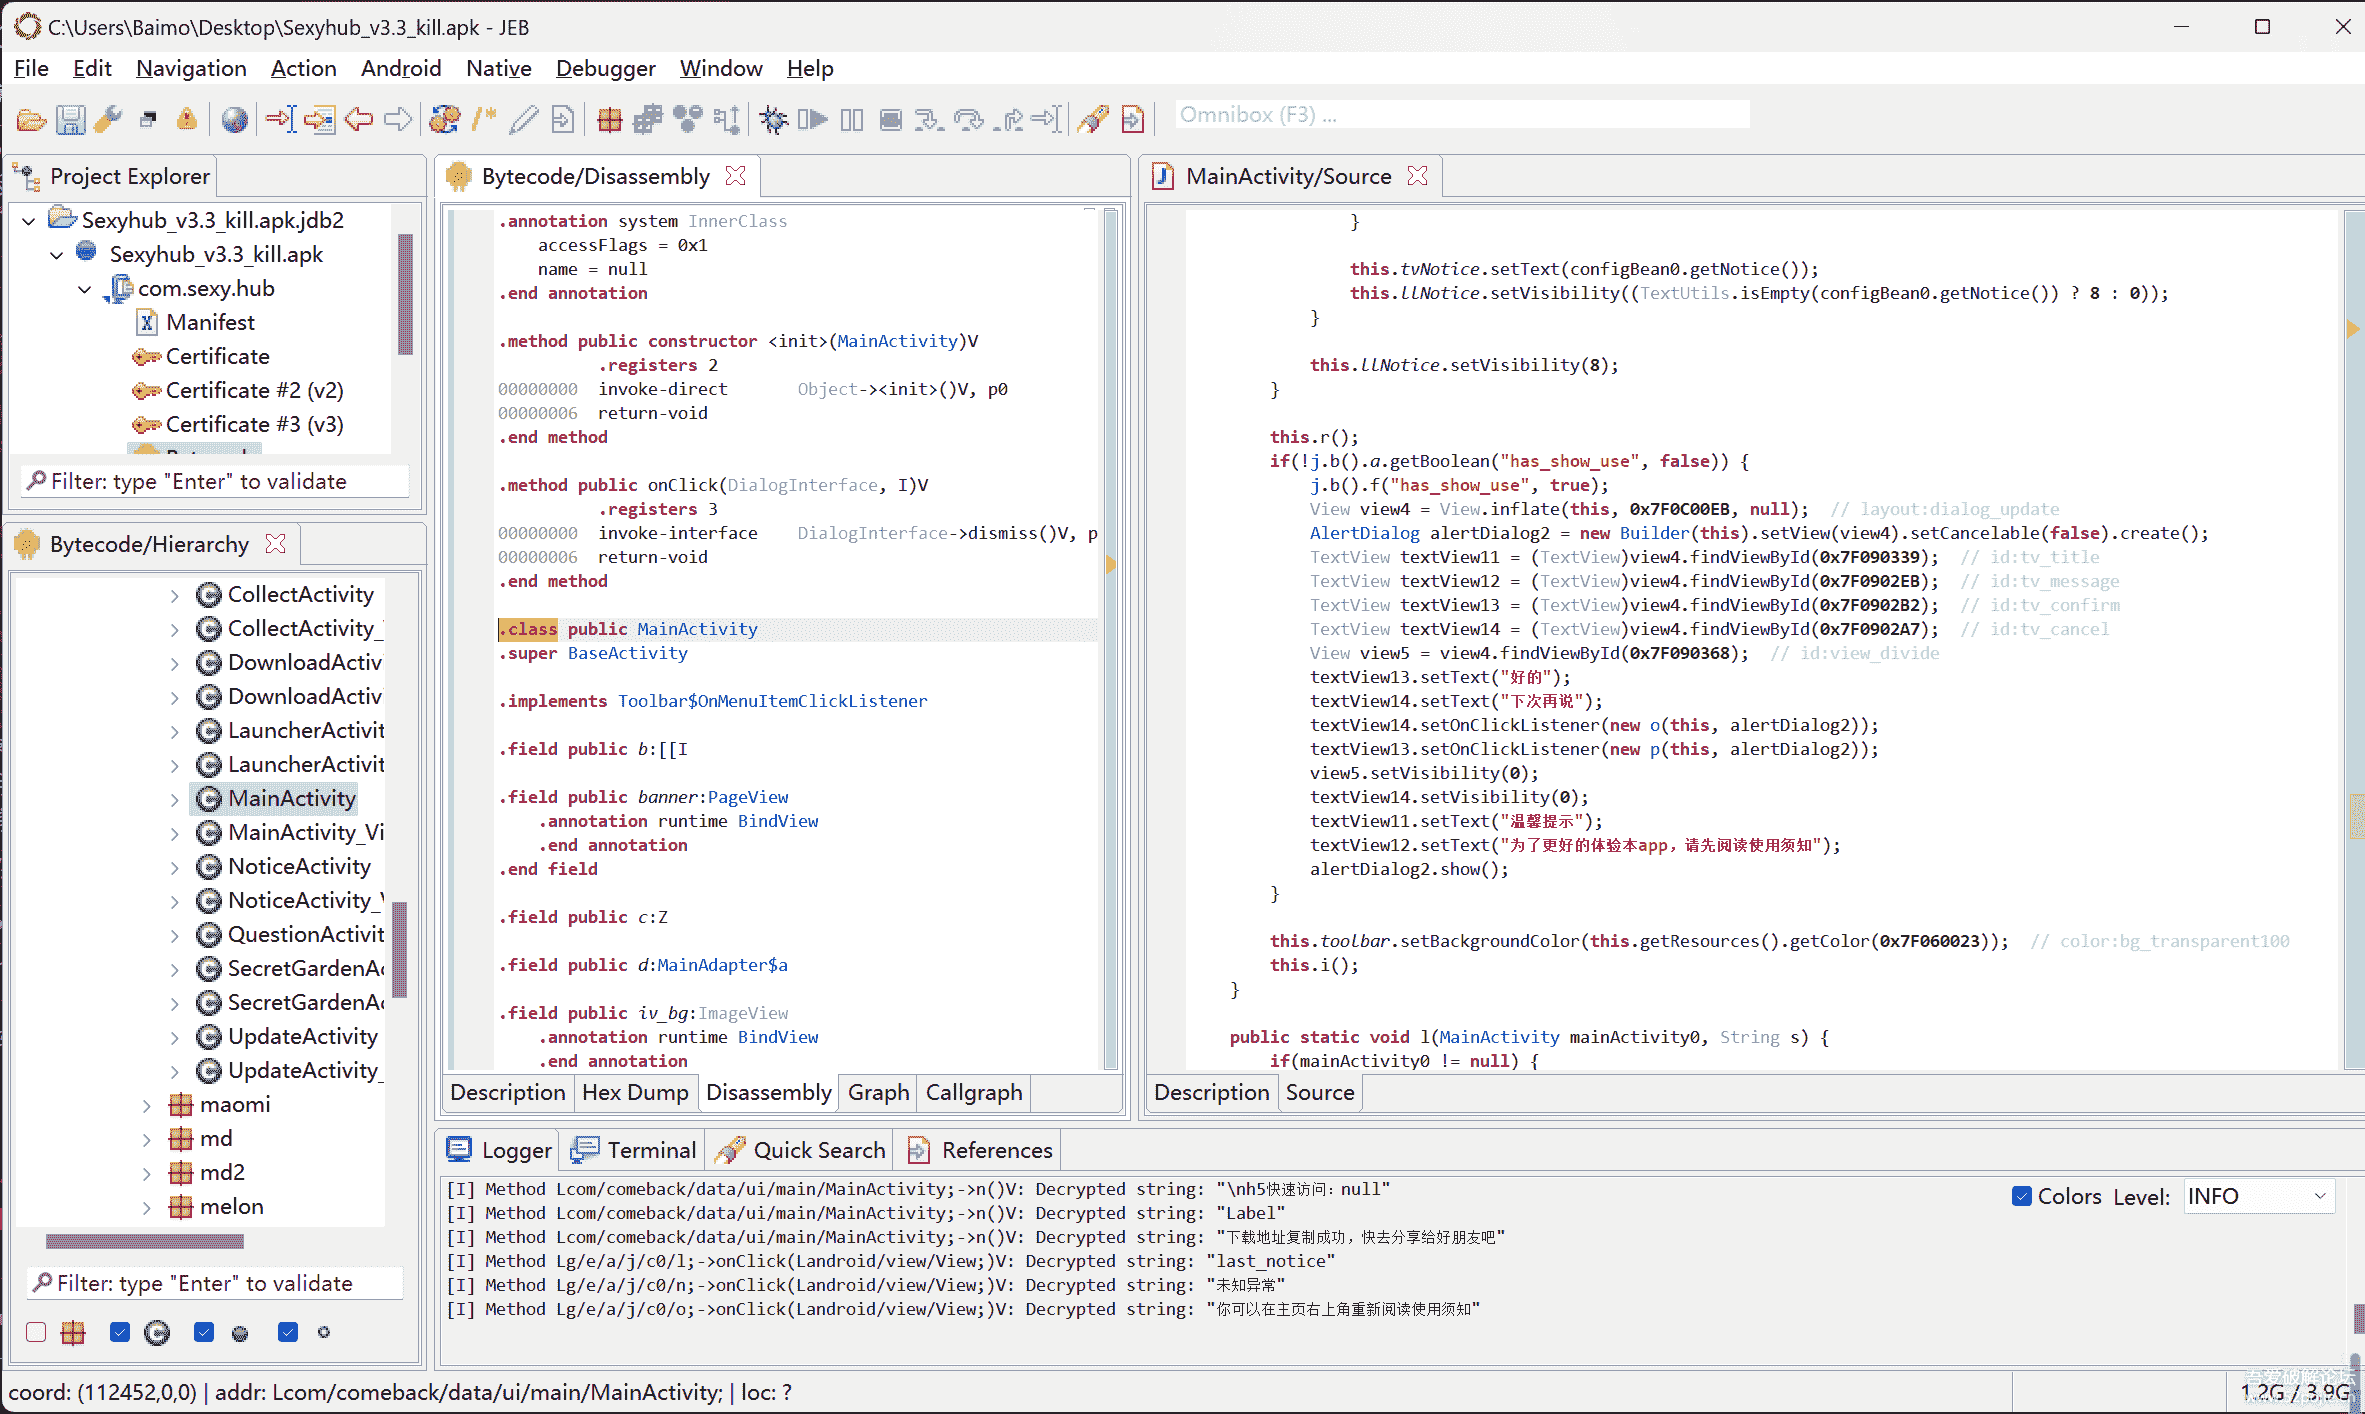 C:\Users\Baimo\Desktop\Sexyhub_v3.3_kill.apk - JEB
File Edit Navigation Action Android Native Debugger Window Help
Omnibox (F3) ...
Project Explorer
Sexyhub_v3.3_kill.apk.jdb2
Sexyhub_v3.3_kill.apk
com.sexy.hub
Manifest
Certificate
Certificate #2 (v2)
Certificate #3 (v3)
Filter: type "Enter" to validate
Bytecode/Hierarchy
CollectActivity
CollectActivity_
DownloadActiv
DownloadActiv
LauncherActivit
LauncherActivit
MainActivity
MainActivity_Vi
NoticeActivity
NoticeActivity_V
QuestionActivit
SecretGardenAc
SecretGardenAc
UpdateActivity
UpdateActivity_
maomi
md
md2
melon
Filter: type "Enter" to validate
Bytecode/Disassembly
.annotation system InnerClass
accessFlags = 0x1
name = null
.end annotation
.method public constructor <init>(MainActivity)V
.registers 2
00000000 invoke-direct Object-><init>()V, p0
00000006 return-void
.end method
.method public onClick(DialogInterface, I)V
.registers 3
00000000 invoke-interface DialogInterface->dismiss()V, p
00000006 return-void
.end method
.class public MainActivity
.super BaseActivity
.implements Toolbar$OnMenuItemClickListener
.field public b:[[I
.field public banner:PageView
.annotation runtime BindView
.end annotation
.end field
.field public c:Z
.field public d:MainAdapter$a
.field public iv_bg:ImageView
.annotation runtime BindView
.end annotation
Description Hex Dump Disassembly Graph Callgraph
MainActivity/Source
}
this.tvNotice.setText(configBean0.getNotice());
this.llNotice.setVisibility((TextUtils.isEmpty(configBean0.getNotice()) ? 8 : 0));
}
this.llNotice.setVisibility(8);
}
this.r();
if(!j.b().a.getBoolean("has_show_use", false)) {
j.b().f("has_show_use", true);
View view4 = View.inflate(this, 0x7F0C00EB, null); // layout:dialog_update
AlertDialog alertDialog2 = new Builder(this).setView(view4).setCancelable(false).create();
TextView textView11 = (TextView)view4.findViewById(0x7F090339); // id:tv_title
TextView textView12 = (TextView)view4.findViewById(0x7F0902EB); // id:tv_message
TextView textView13 = (TextView)view4.findViewById(0x7F0902B2); // id:tv_confirm
TextView textView14 = (TextView)view4.findViewById(0x7F0902A7); // id:tv_cancel
View view5 = view4.findViewById(0x7F090368); // id:view_divide
textView13.setText("好的");
textView14.setText("下次再说");
textView14.setOnClickListener(new o(this, alertDialog2));
textView13.setOnClickListener(new p(this, alertDialog2));
view5.setVisibility(0);
textView14.setVisibility(0);
textView11.setText("温馨提示");
textView12.setText("为了更好的体验本app，请先阅读使用须知");
alertDialog2.show();
}
this.toolbar.setBackgroundColor(this.getResources().getColor(0x7F060023)); // color:bg_transparent100
this.i();
}
public static void l(MainActivity mainActivity0, String s) {
if(mainActivity0 != null) {
Description Source
Logger Terminal Quick Search References
[I] Method Lcom/comeback/data/ui/main/MainActivity;->n()V: Decrypted string: "\nh5快速访问：null"
[I] Method Lcom/comeback/data/ui/main/MainActivity;->n()V: Decrypted string: "Label"
[I] Method Lcom/comeback/data/ui/main/MainActivity;->n()V: Decrypted string: "下载地址复制成功，快去分享给好朋友吧"
[I] Method Lg/e/a/j/c0/l;->onClick(Landroid/view/View;)V: Decrypted string: "last_notice"
[I] Method Lg/e/a/j/c0/n;->onClick(Landroid/view/View;)V: Decrypted string: "未知异常"
[I] Method Lg/e/a/j/c0/o;->onClick(Landroid/view/View;)V: Decrypted string: "你可以在主页右上角重新阅读使用须知"
Colors Level: INFO
coord: (112452,0,0) | addr: Lcom/comeback/data/ui/main/MainActivity; | loc: ?
1.2G / 3.9G
吾爱破解论坛